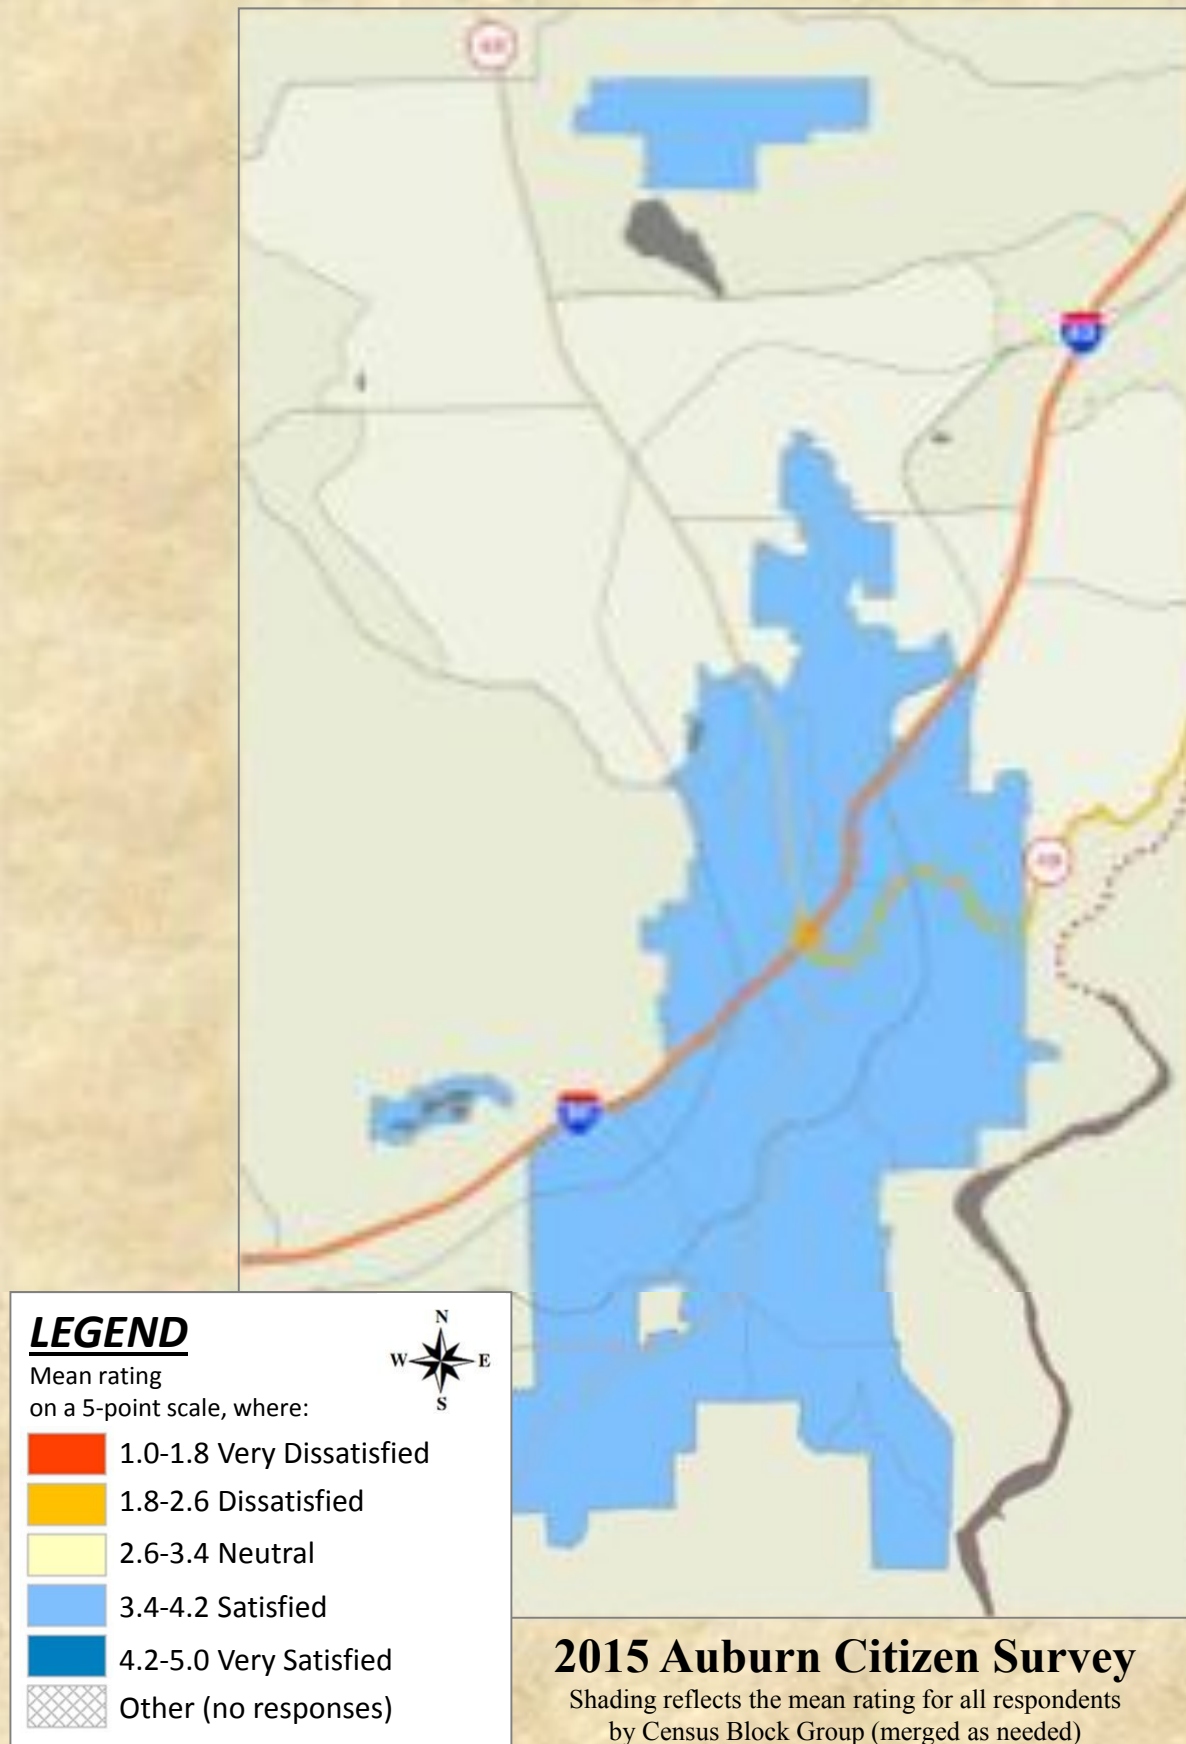 LEGEND
Mean rating
on a 5-point scale, where:
N
W E
S
1.0-1.8 Very Dissatisfied
1.8-2.6 Dissatisfied
2.6-3.4 Neutral
3.4-4.2 Satisfied
4.2-5.0 Very Satisfied
Other (no responses)
2015 Auburn Citizen Survey
Shading reflects the mean rating for all respondents
by Census Block Group (merged as needed)